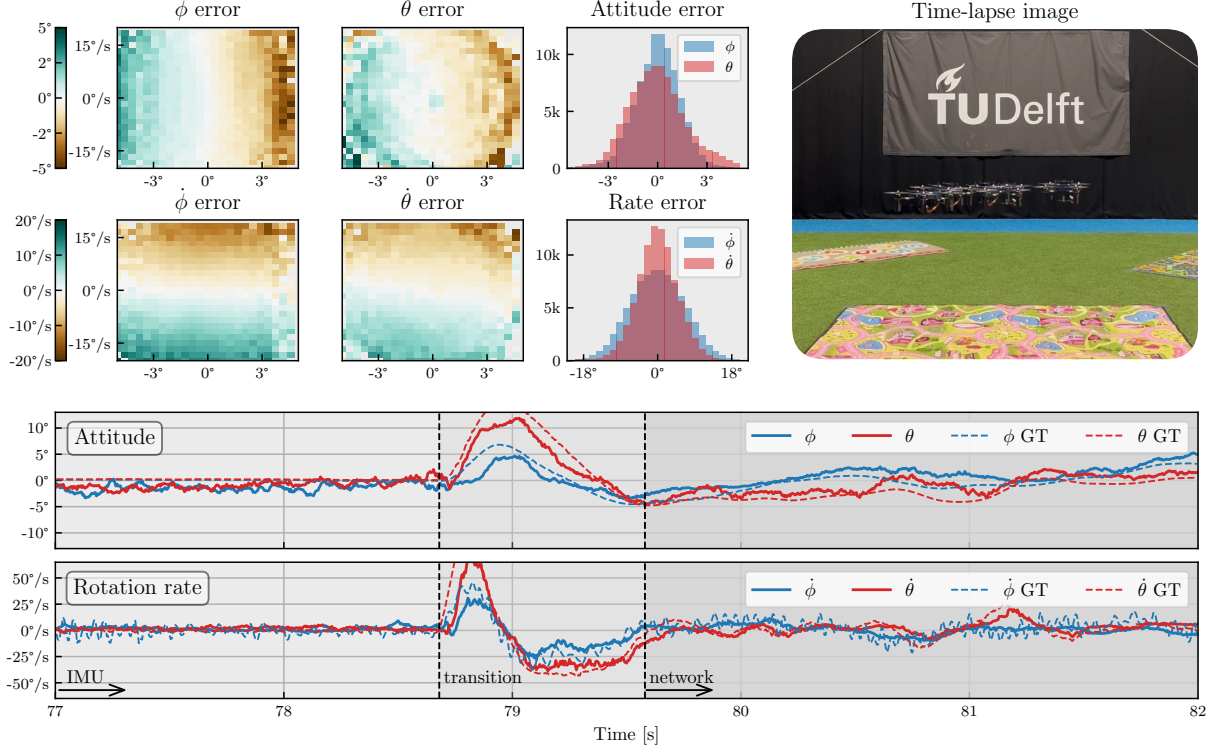 ϕ error
θ error
Attitude error
Time-lapse image
5°
2°
0°
-2°
-5°
15°/s
0°/s
-15°/s
-3°
0°
3°
-3°
0°
3°
10k
5k
0
-3°
0°
3°
ϕ
θ
TUDelft
ϕ̇ error
θ̇ error
Rate error
20°/s
10°/s
0°/s
-10°/s
-20°/s
15°/s
0°/s
-15°/s
-3°
0°
3°
-3°
0°
3°
10k
5k
0
-18°
0°
18°
ϕ̇
θ̇
Attitude
10°
5°
0°
-5°
-10°
ϕ
θ
ϕ GT
θ GT
Rotation rate
50°/s
25°/s
0°/s
-25°/s
-50°/s
ϕ̇
θ̇
ϕ̇ GT
θ̇ GT
IMU
transition
network
77
78
79
80
81
82
Time [s]